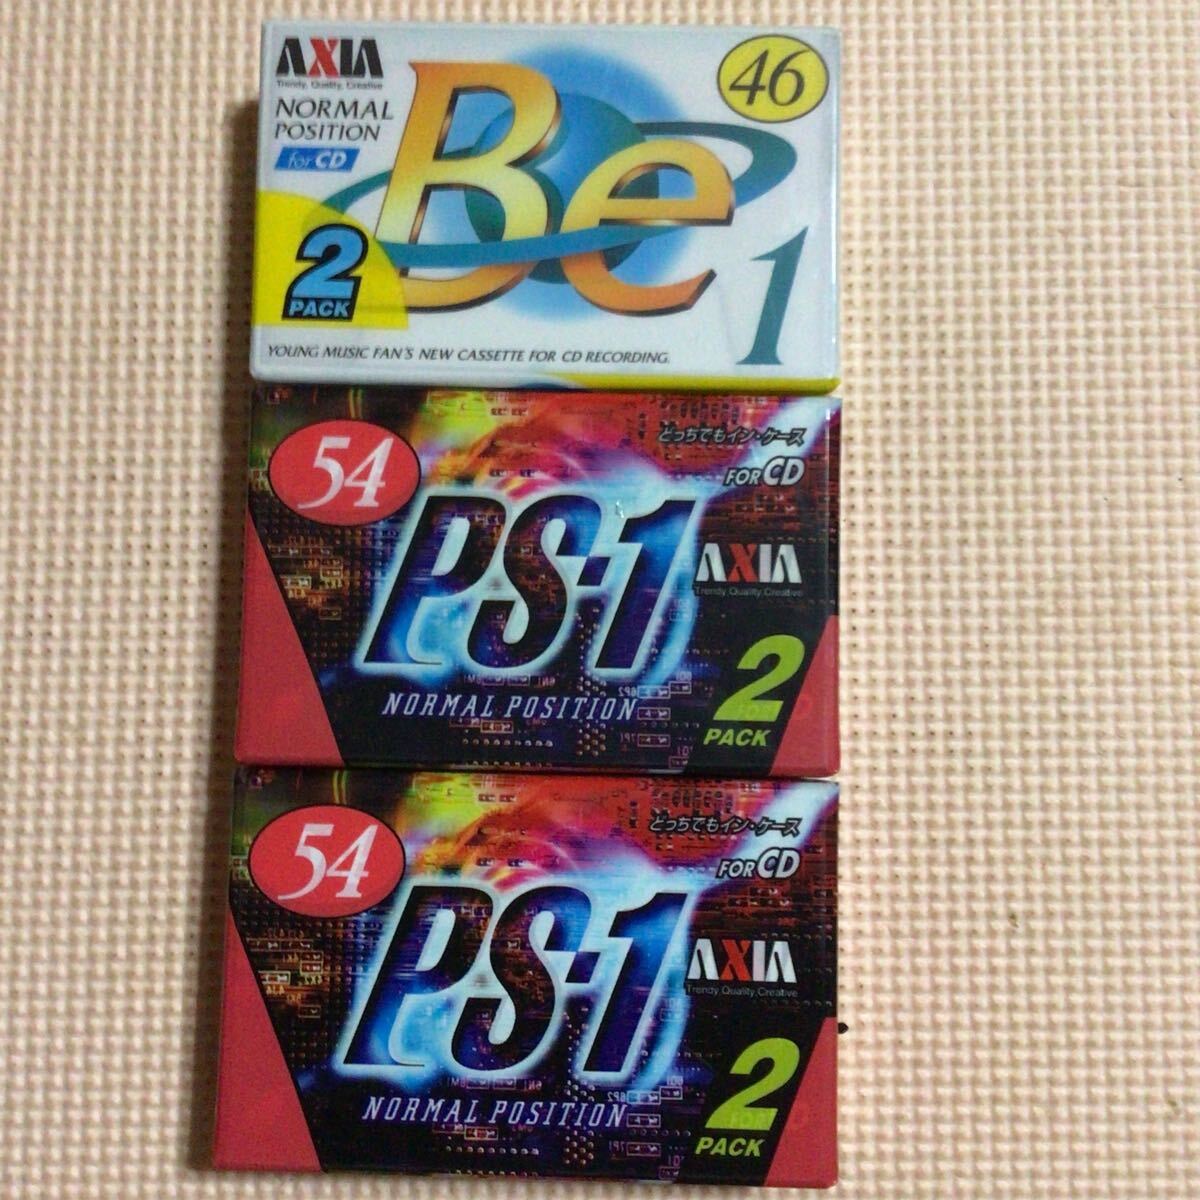 AXIA
Trendy, Quality, Creative
NORMAL
POSITION
for CD
Be
1
46
2
PACK
YOUNG MUSIC FAN'S NEW CASSETTE FOR CD RECORDING.
54
どっちでもイン・ケース
FOR CD
PS-1
AXIA
Trendy, Quality, Creative
NORMAL POSITION
2
PACK
54
どっちでもイン・ケース
FOR CD
PS-1
AXIA
Trendy, Quality, Creative
NORMAL POSITION
2
PACK